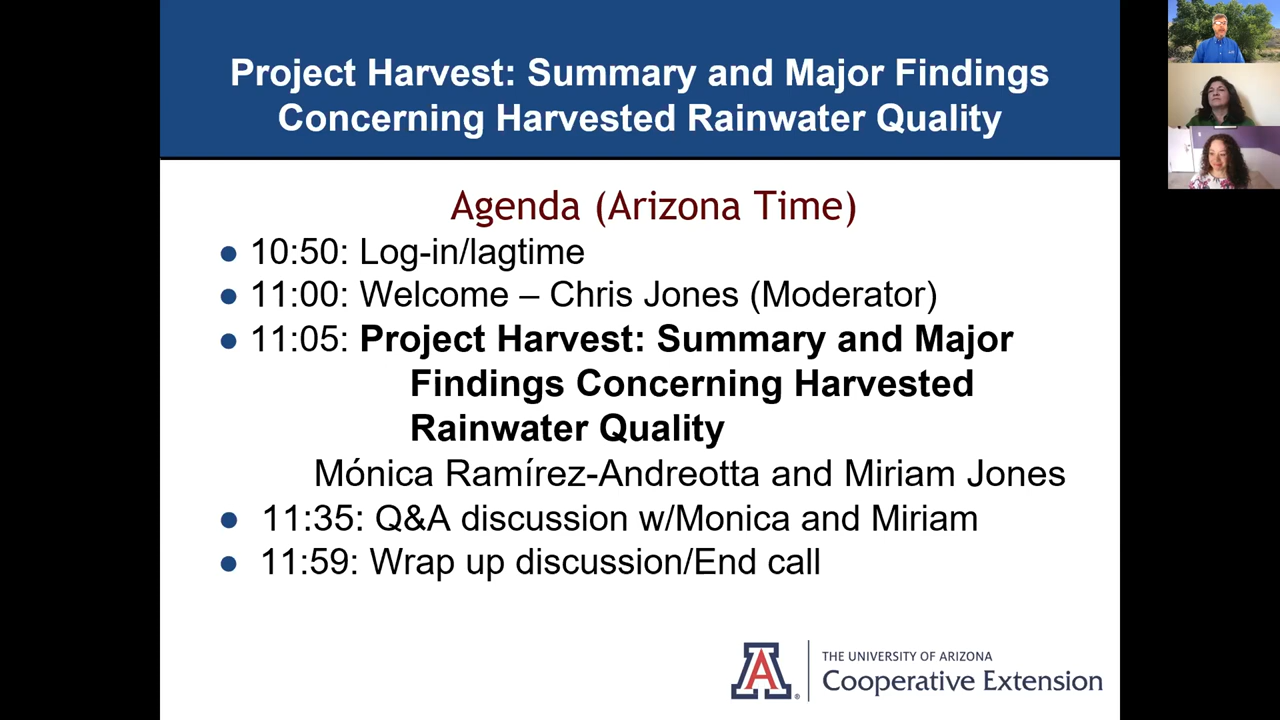 Project Harvest: Summary and Major Findings
Concerning Harvested Rainwater Quality
Agenda (Arizona Time)
● 10:50: Log-in/lagtime
● 11:00: Welcome – Chris Jones (Moderator)
● 11:05: Project Harvest: Summary and Major
Findings Concerning Harvested
Rainwater Quality
Mónica Ramírez-Andreotta and Miriam Jones
● 11:35: Q&A discussion w/Monica and Miriam
● 11:59: Wrap up discussion/End call
A®
THE UNIVERSITY OF ARIZONA
Cooperative Extension